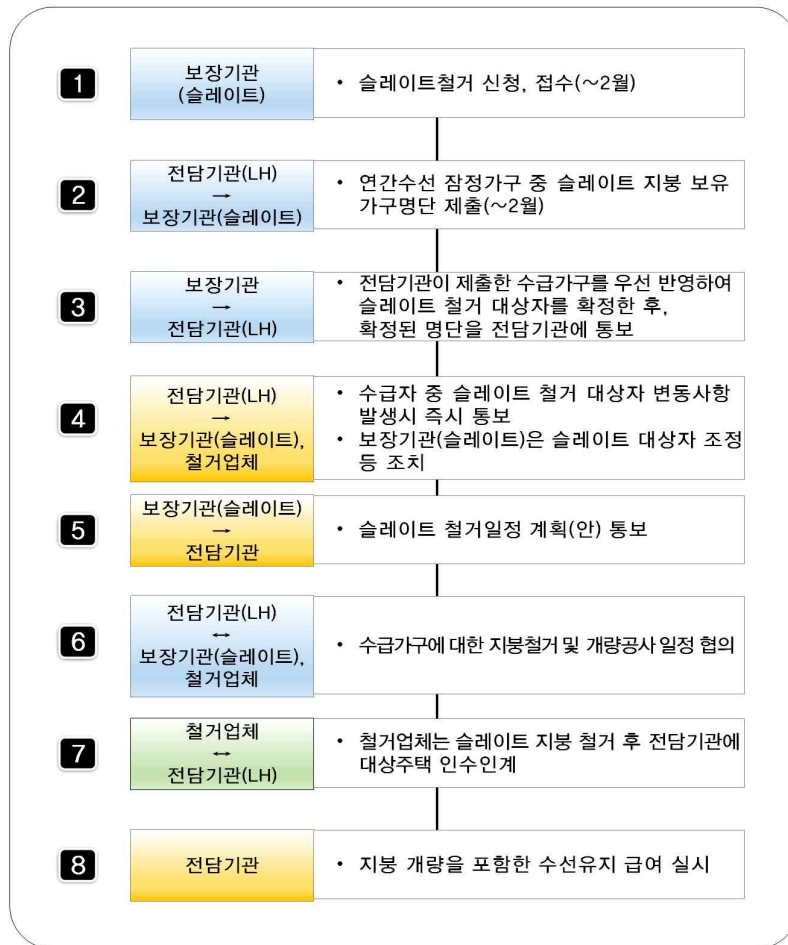 1
보장기관
(슬레이트)
• 슬레이트철거 신청, 접수(~2월)
2
전담기관(LH)
→
보장기관(슬레이트)
• 연간수선 잠정가구 중 슬레이트 지붕 보유
가구명단 제출(~2월)
3
보장기관
→
전담기관(LH)
• 전담기관이 제출한 수급가구를 우선 반영하여
슬레이트 철거 대상자를 확정한 후,
확정된 명단을 전담기관에 통보
4
전담기관(LH)
→
보장기관(슬레이트),
철거업체
• 수급자 중 슬레이트 철거 대상자 변동사항
발생시 즉시 통보
• 보장기관(슬레이트)은 슬레이트 대상자 조정
등 조치
5
보장기관(슬레이트)
→
전담기관
• 슬레이트 철거일정 계획(안) 통보
6
전담기관(LH)
↔
보장기관(슬레이트),
철거업체
• 수급가구에 대한 지붕철거 및 개량공사 일정 협의
7
철거업체
↔
전담기관(LH)
• 철거업체는 슬레이트 지붕 철거 후 전담기관에
대상주택 인수인계
8
전담기관
• 지붕 개량을 포함한 수선유지 급여 실시